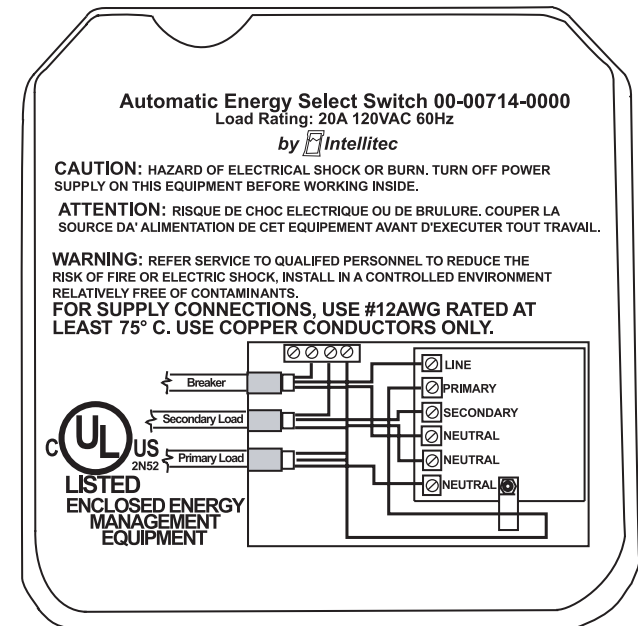 Automatic Energy Select Switch 00-00714-0000
Load Rating: 20A 120VAC 60Hz
by Intellitec
CAUTION: HAZARD OF ELECTRICAL SHOCK OR BURN. TURN OFF POWER
SUPPLY ON THIS EQUIPMENT BEFORE WORKING INSIDE.
ATTENTION: RISQUE DE CHOC ELECTRIQUE OU DE BRULURE. COUPER LA
SOURCE DA' ALIMENTATION DE CET EQUIPEMENT AVANT D'EXECUTER TOUT TRAVAIL.
WARNING: REFER SERVICE TO QUALIFED PERSONNEL TO REDUCE THE
RISK OF FIRE OR ELECTRIC SHOCK, INSTALL IN A CONTROLLED ENVIRONMENT
RELATIVELY FREE OF CONTAMINANTS.
FOR SUPPLY CONNECTIONS, USE #12AWG RATED AT
LEAST 75° C. USE COPPER CONDUCTORS ONLY.
Breaker
Secondary Load
Primary Load
LINE
PRIMARY
SECONDARY
NEUTRAL
NEUTRAL
NEUTRAL
C UL US
2N52
LISTED
ENCLOSED ENERGY
MANAGEMENT
EQUIPMENT